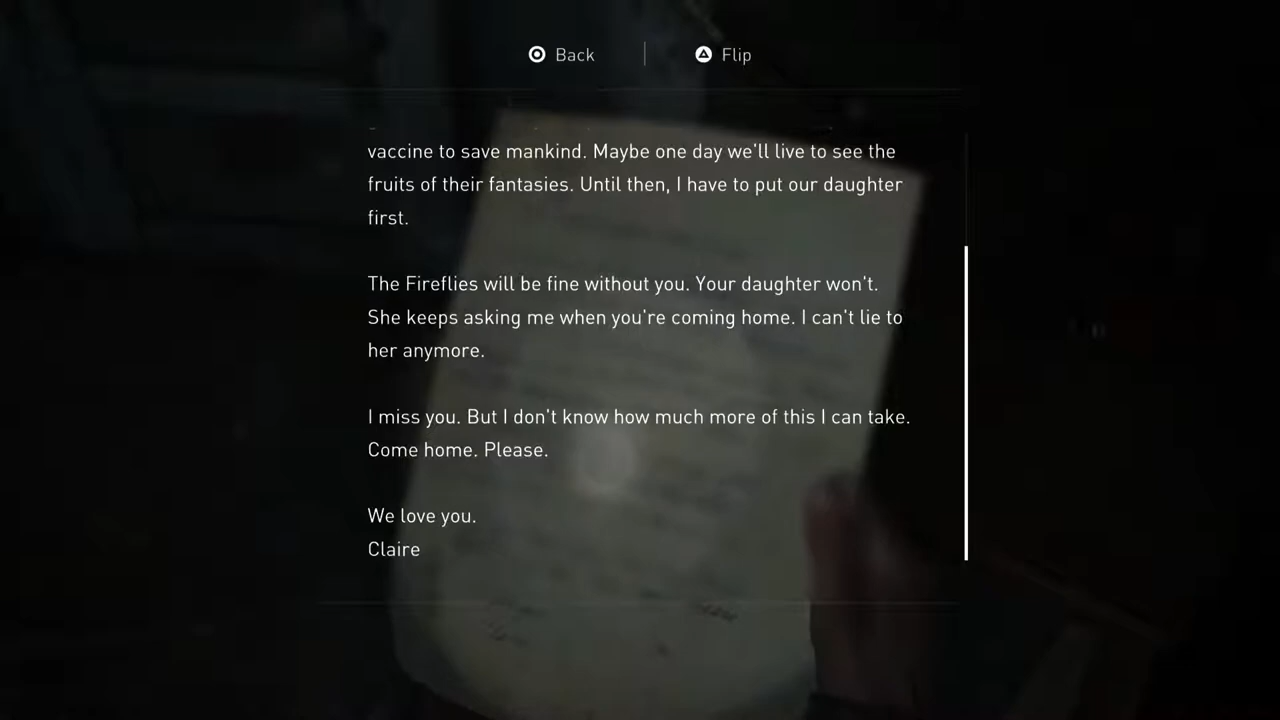 Back
Flip
vaccine to save mankind. Maybe one day we'll live to see the
fruits of their fantasies. Until then, I have to put our daughter
first.
The Fireflies will be fine without you. Your daughter won't.
She keeps asking me when you're coming home. I can't lie to
her anymore.
I miss you. But I don't know how much more of this I can take.
Come home. Please.
We love you.
Claire